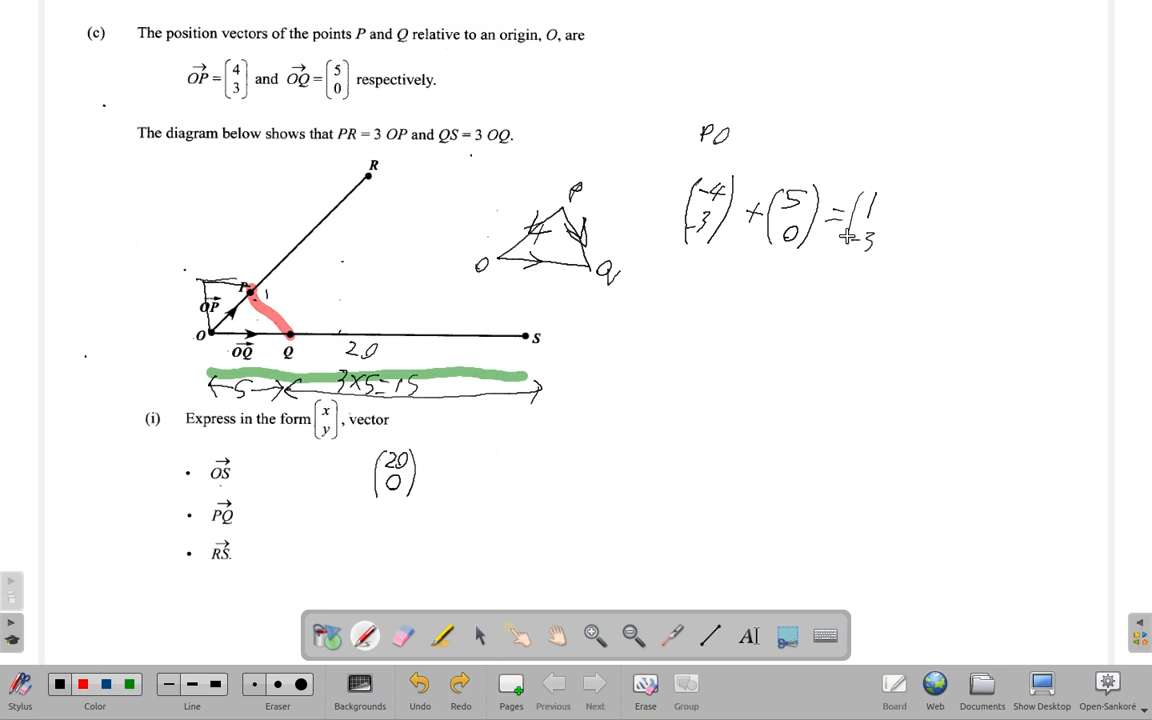 (c) The position vectors of the points P and Q relative to an origin, O, are
→OP = (4 3) and →OQ = (5 0) respectively.
The diagram below shows that PR = 3 OP and QS = 3 OQ.
PQ
R
P
(-4 -3) + (5 0) = (1 -3
O Q
P 1
→OP
O S
→OQ Q 20
5 3×5=15
(i) Express in the form (x y), vector
(20 0)
• →OS
• →PQ
• →RS.
Stylus Color Line Eraser Backgrounds Undo Redo Pages Previous Next Erase Group Board Web Documents Show Desktop Open-Sankoré